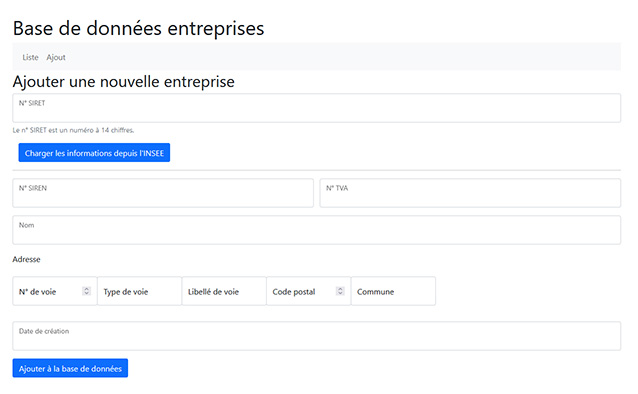 Base de données entreprises
Liste Ajout
Ajouter une nouvelle entreprise
N° SIRET
Le n° SIRET est un numéro à 14 chiffres.
Charger les informations depuis l'INSEE
N° SIREN N° TVA
Nom
Adresse
N° de voie Type de voie Libellé de voie Code postal Commune
Date de création
Ajouter à la base de données